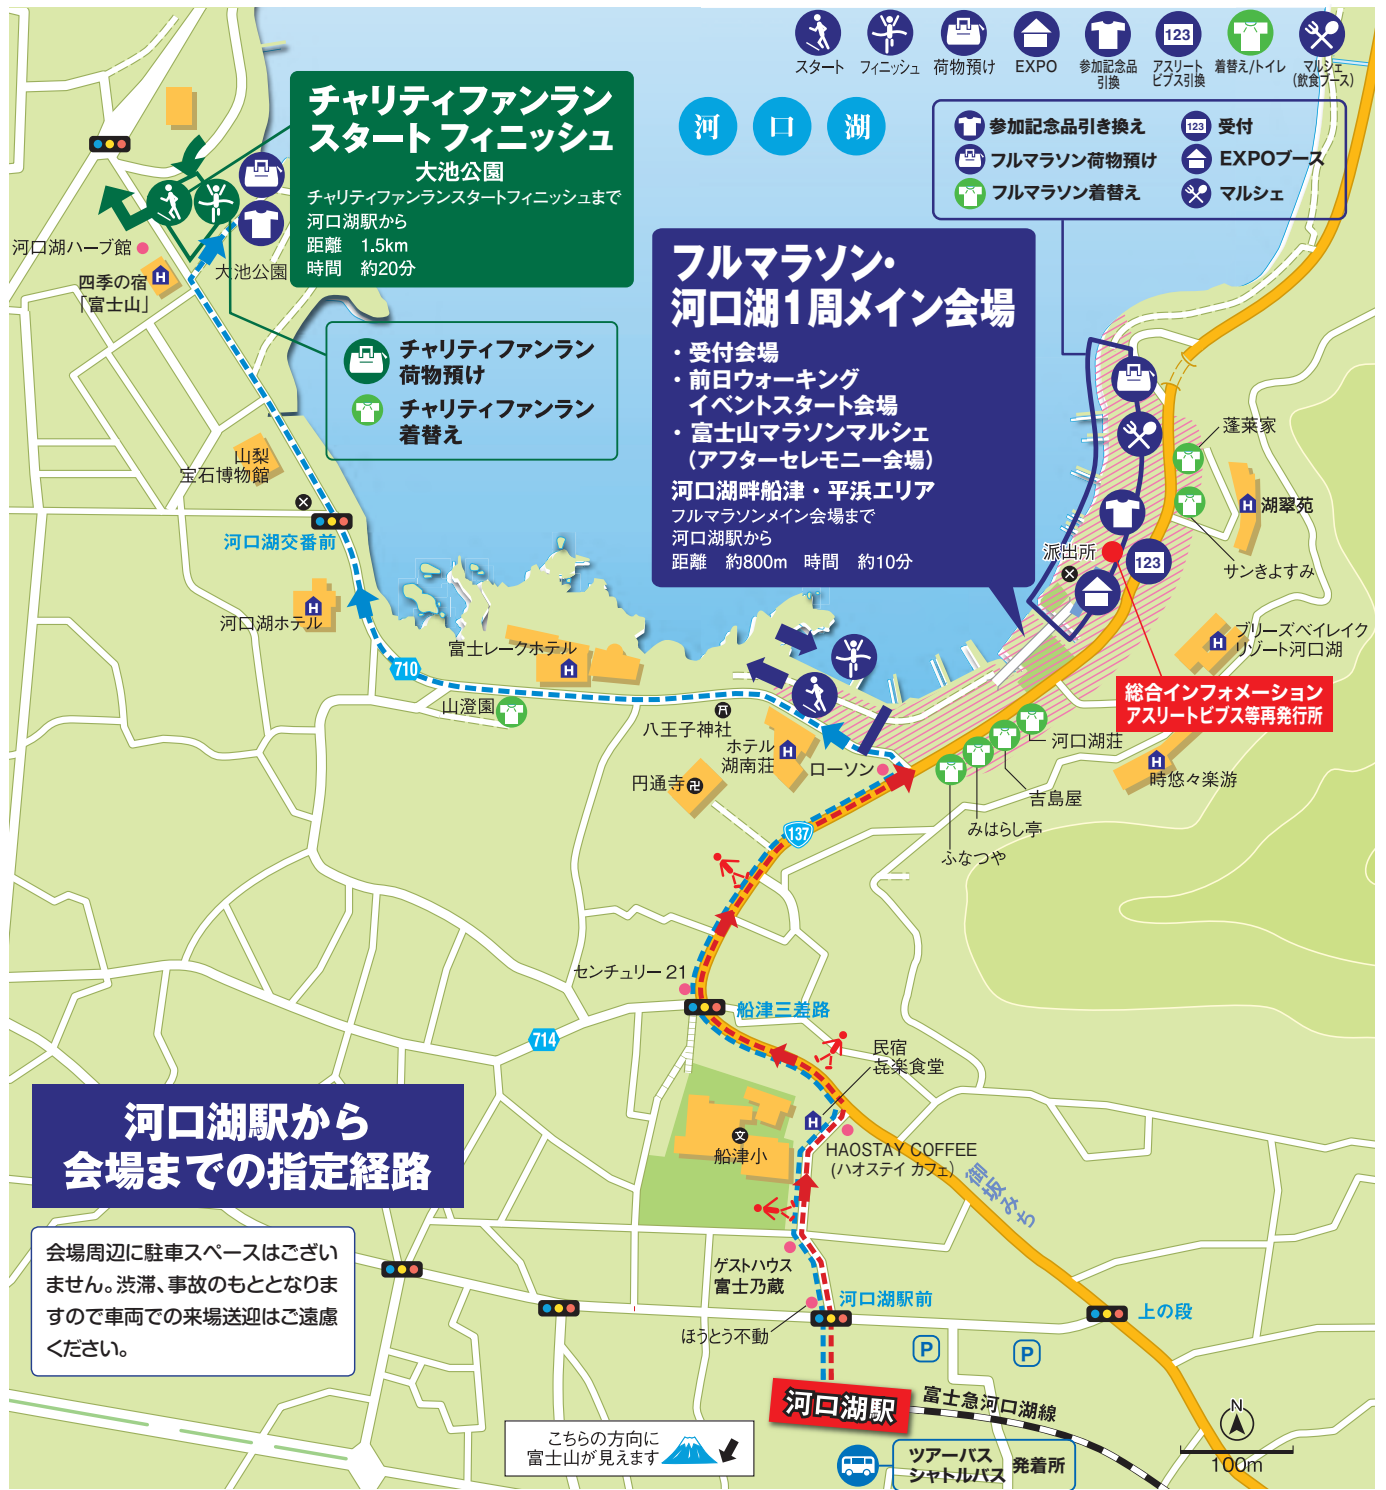 スタート
フィニッシュ
荷物預け
EXPO
参加記念品
引換
123
アスリート
ビブス引換
着替え/トイレ
マルシェ
(飲食ブース)
河口湖
参加記念品引き換え
123 受付
フルマラソン荷物預け
EXPOブース
フルマラソン着替え
マルシェ
チャリティファンラン
スタート フィニッシュ
大池公園
チャリティファンランスタートフィニッシュまで
河口湖駅から
距離 1.5km
時間 約20分
河口湖ハーブ館
四季の宿
「富士山」
大池公園
チャリティファンラン
荷物預け
チャリティファンラン
着替え
フルマラソン・
河口湖1周メイン会場
・受付会場
・前日ウォーキング
イベントスタート会場
・富士山マラソンマルシェ
(アフターセレモニー会場)
河口湖畔船津・平浜エリア
フルマラソンメイン会場まで
河口湖駅から
距離 約800m 時間 約10分
山梨
宝石博物館
河口湖交番前
河口湖ホテル
富士レークホテル
710
山澄園
八王子神社
ホテル
湖南荘
円通寺
ローソン
蓬莱家
湖翠苑
サンきよすみ
派出所
123
ブリーズベイレイク
リゾート河口湖
総合インフォメーション
アスリートビブス等再発行所
河口湖荘
時悠々楽游
吉島屋
みはらし亭
ふなつや
137
センチュリー21
船津三差路
714
民宿
㐂楽食堂
文
船津小
HAOSTAY COFFEE
(ハオステイ カフェ)
御坂みち
河口湖駅から
会場までの指定経路
会場周辺に駐車スペースはござい
ません。渋滞、事故のもととなりま
すので車両での来場送迎はご遠慮
ください。
ゲストハウス
富士乃蔵
河口湖駅前
ほうとう不動
上の段
P
P
河口湖駅
富士急河口湖線
こちらの方向に
富士山が見えます
ツアーバス
シャトルバス 発着所
N
100m
H
H
H
H
H
H
H
H